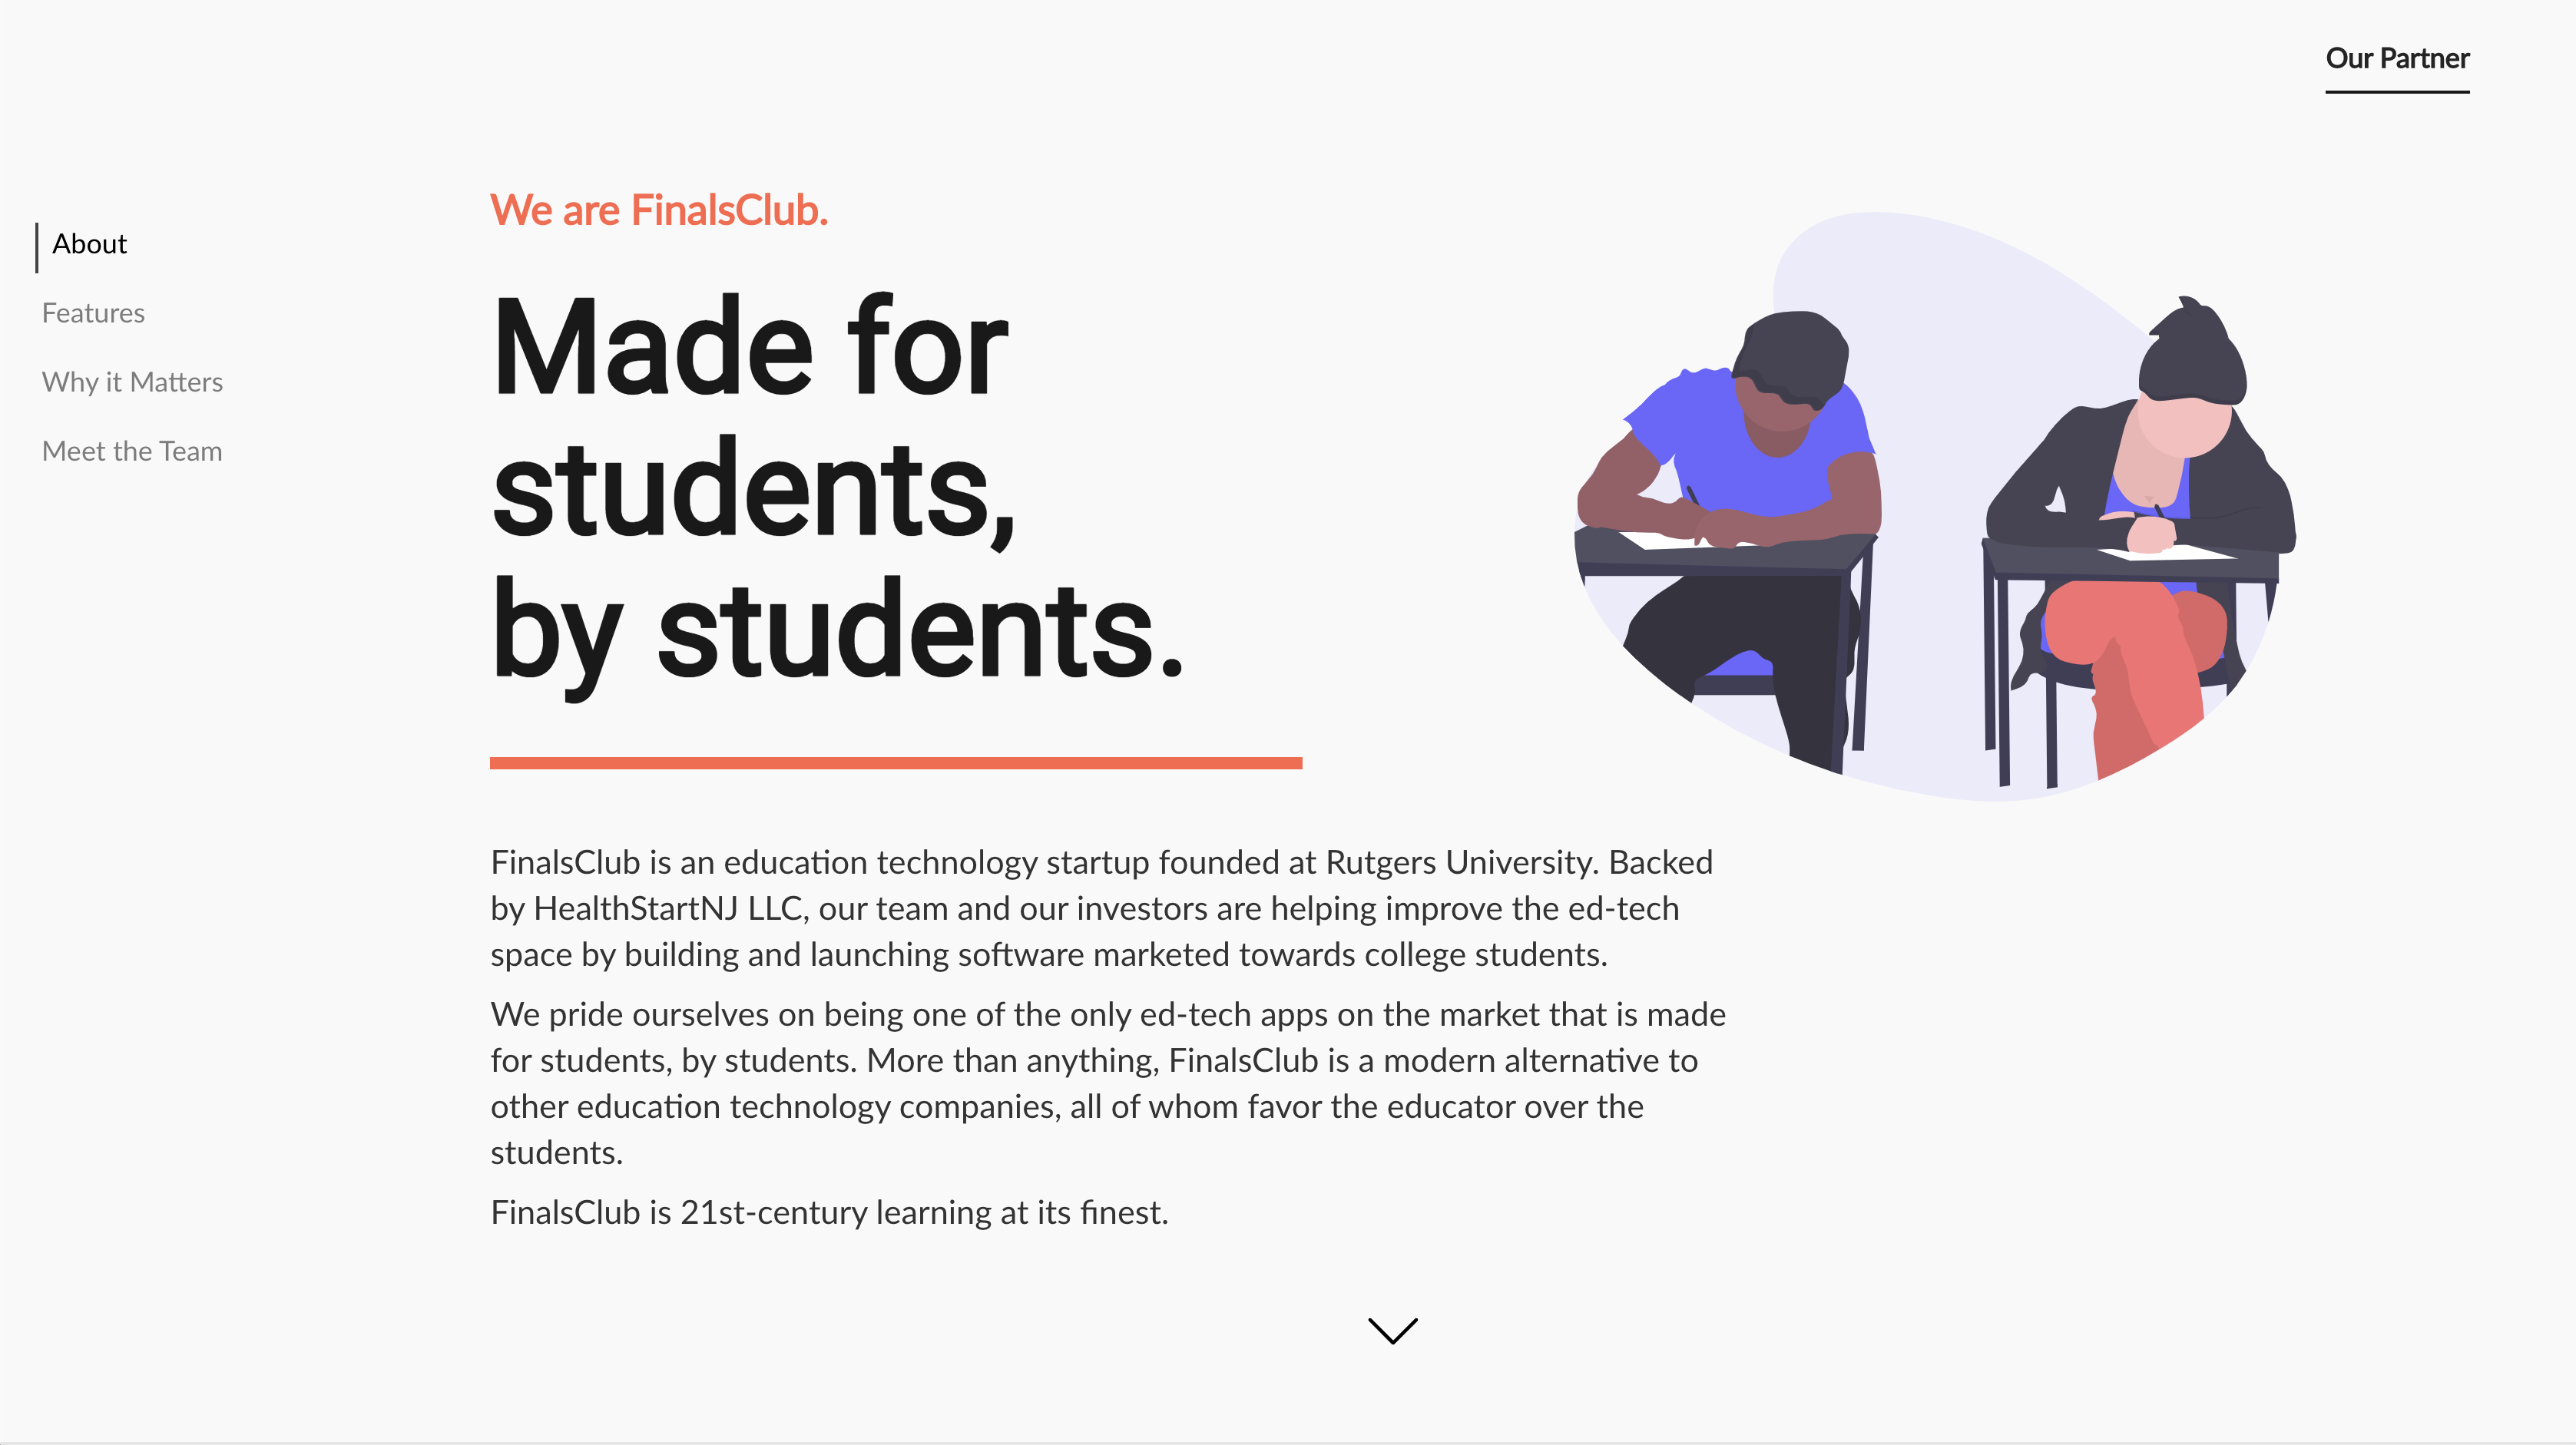 Our Partner
About
Features
Why it Matters
Meet the Team
We are FinalsClub.
Made for
students,
by students.
FinalsClub is an education technology startup founded at Rutgers University. Backed
by HealthStartNJ LLC, our team and our investors are helping improve the ed-tech
space by building and launching software marketed towards college students.
We pride ourselves on being one of the only ed-tech apps on the market that is made
for students, by students. More than anything, FinalsClub is a modern alternative to
other education technology companies, all of whom favor the educator over the
students.
FinalsClub is 21st-century learning at its finest.